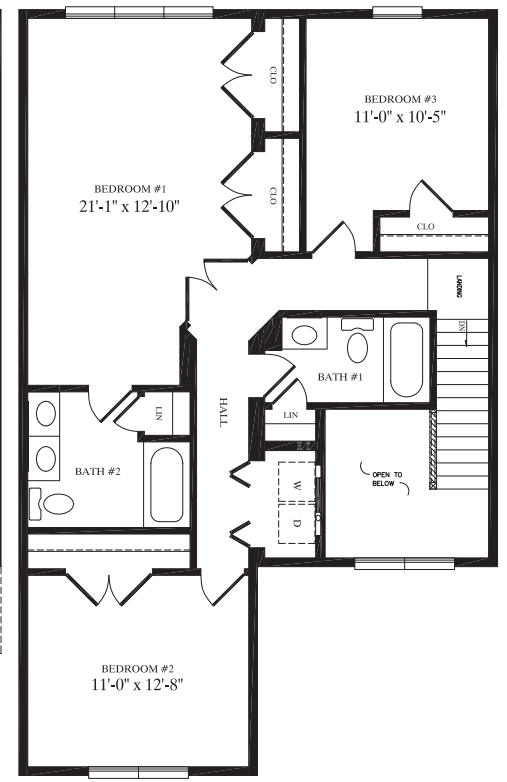 CLO
BEDROOM #3
11'-0" x 10'-5"
BEDROOM #1
21'-1" x 12'-10"
CLO
CLO
LANDING
DN
BATH #1
HALL
LIN
LIN
BATH #2
W
D
OPEN TO
BELOW
BEDROOM #2
11'-0" x 12'-8"